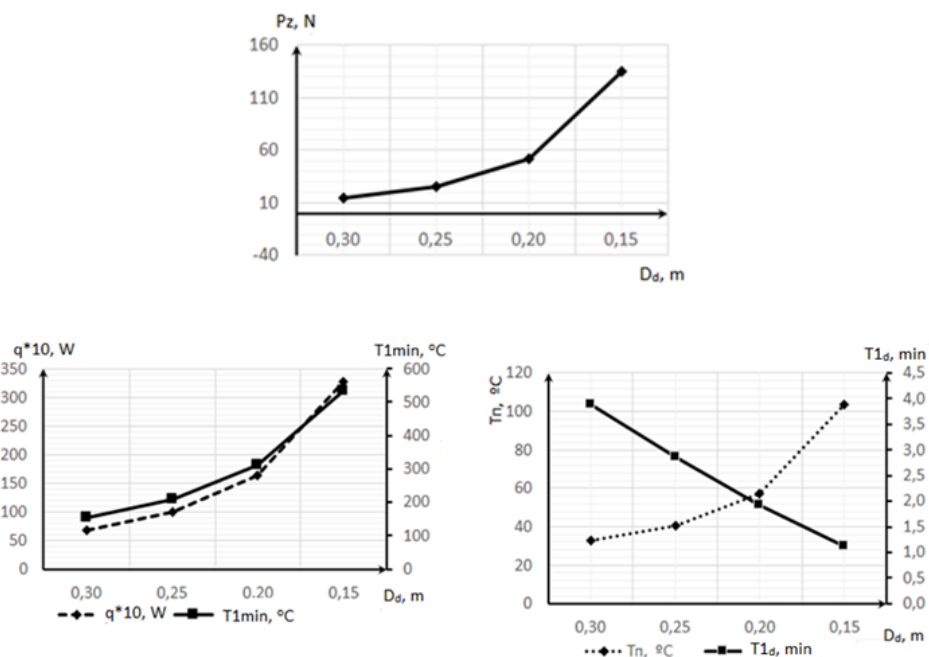 Pz, N
160
110
60
10
-40
0,30 0,25 0,20 0,15
Dd, m
q*10, W T1min, ºC
350 600
300 500
250 400
200 300
150 200
100 100
50 0
0
0,30 0,25 0.20 0,15 Dd, m
q*10, W T1min, ºC
T1d, min
Tn, ºC
120 4,5
100 4,0
80 3,5
60 3,0
40 2,5
20 2,0
0 1,5
1,0
0,5
0,0
0,30 0,25 0,20 0,15 Dd, m
Tn, ºC T1d, min